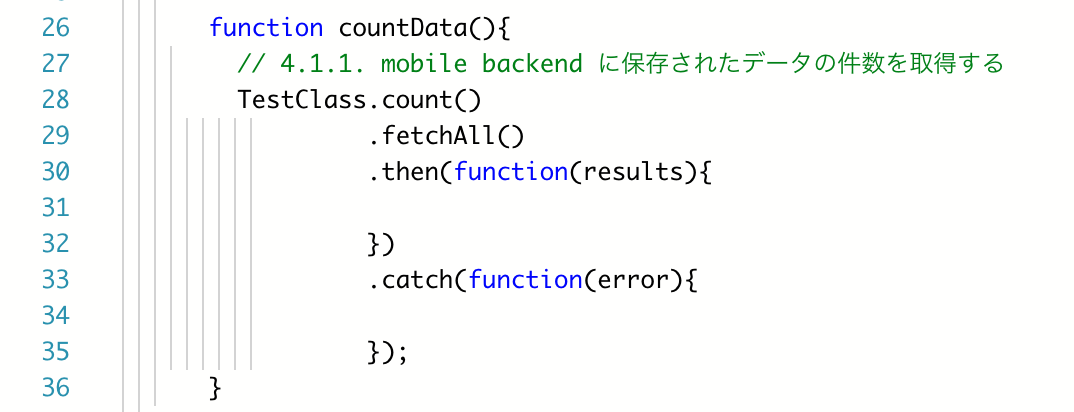 26 function countData(){
27 // 4.1.1. mobile backend に保存されたデータの件数を取得する
28 TestClass.count()
29 .fetchAll()
30 .then(function(results){
31
32 })
33 .catch(function(error){
34
35 });
36 }